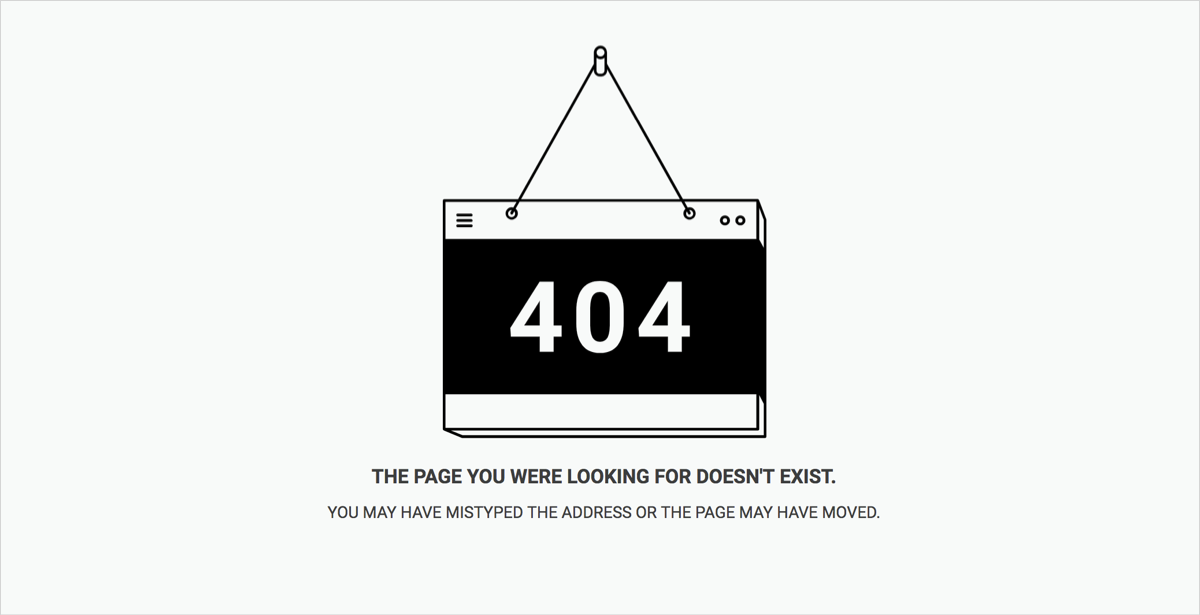 404
THE PAGE YOU WERE LOOKING FOR DOESN'T EXIST.
YOU MAY HAVE MISTYPED THE ADDRESS OR THE PAGE MAY HAVE MOVED.